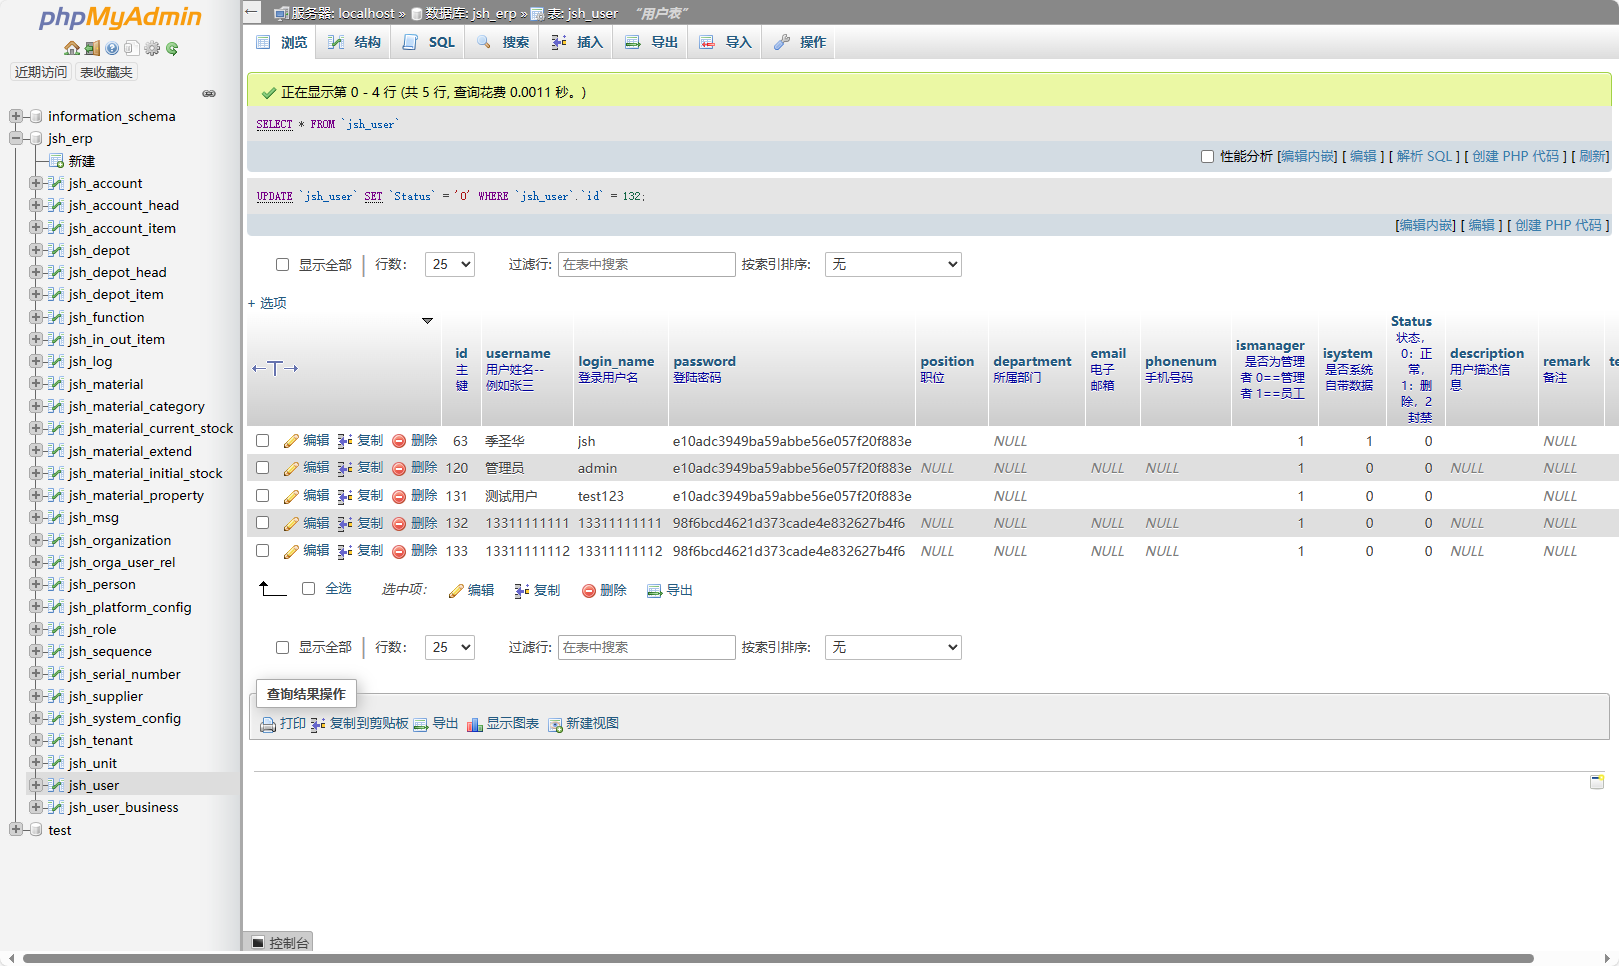 phpMyAdmin
近期访问 表收藏夹
information_schema
jsh_erp
新建
jsh_account
jsh_account_head
jsh_account_item
jsh_depot
jsh_depot_head
jsh_depot_item
jsh_function
jsh_in_out_item
jsh_log
jsh_material
jsh_material_category
jsh_material_current_stock
jsh_material_extend
jsh_material_initial_stock
jsh_material_property
jsh_msg
jsh_organization
jsh_orga_user_rel
jsh_person
jsh_platform_config
jsh_role
jsh_sequence
jsh_serial_number
jsh_supplier
jsh_system_config
jsh_tenant
jsh_unit
jsh_user
jsh_user_business
test
服务器: localhost » 数据库: jsh_erp » 表: jsh_user “用户表”
浏览 结构 SQL 搜索 插入 导出 导入 操作
正在显示第 0 - 4 行 (共 5 行, 查询花费 0.0011 秒。)
SELECT * FROM `jsh_user`
性能分析 [编辑内嵌] [ 编辑 ] [ 解析 SQL ] [ 创建 PHP 代码 ] [ 刷新]
UPDATE `jsh_user` SET `Status` = '0' WHERE `jsh_user`.`id` = 132;
[编辑内嵌] [ 编辑 ] [ 创建 PHP 代码 ]
显示全部 | 行数: 25 过滤行: 在表中搜索 按索引排序: 无
+ 选项
←T→
id 主键
username 用户姓名--例如张三
login_name 登录用户名
password 登陆密码
position 职位
department 所属部门
email 电子邮箱
phonenum 手机号码
ismanager 是否为管理者 0==管理者 1==员工
isystem 是否系统自带数据
Status 状态，0：正常，1：删除，2封禁
description 用户描述信息
remark 备注
te
编辑 复制 删除 63 季圣华 jsh e10adc3949ba59abbe56e057f20f883e NULL 1 1 0 NULL
编辑 复制 删除 120 管理员 admin e10adc3949ba59abbe56e057f20f883e NULL NULL NULL NULL 1 0 0 NULL NULL
编辑 复制 删除 131 测试用户 test123 e10adc3949ba59abbe56e057f20f883e NULL 1 0 0 NULL
编辑 复制 删除 132 13311111111 13311111111 98f6bcd4621d373cade4e832627b4f6 NULL NULL NULL NULL 1 0 0 NULL NULL
编辑 复制 删除 133 13311111112 13311111112 98f6bcd4621d373cade4e832627b4f6 NULL NULL NULL NULL 1 0 0 NULL NULL
全选 选中项: 编辑 复制 删除 导出
显示全部 | 行数: 25 过滤行: 在表中搜索 按索引排序: 无
查询结果操作
打印 复制到剪贴板 导出 显示图表 新建视图
控制台